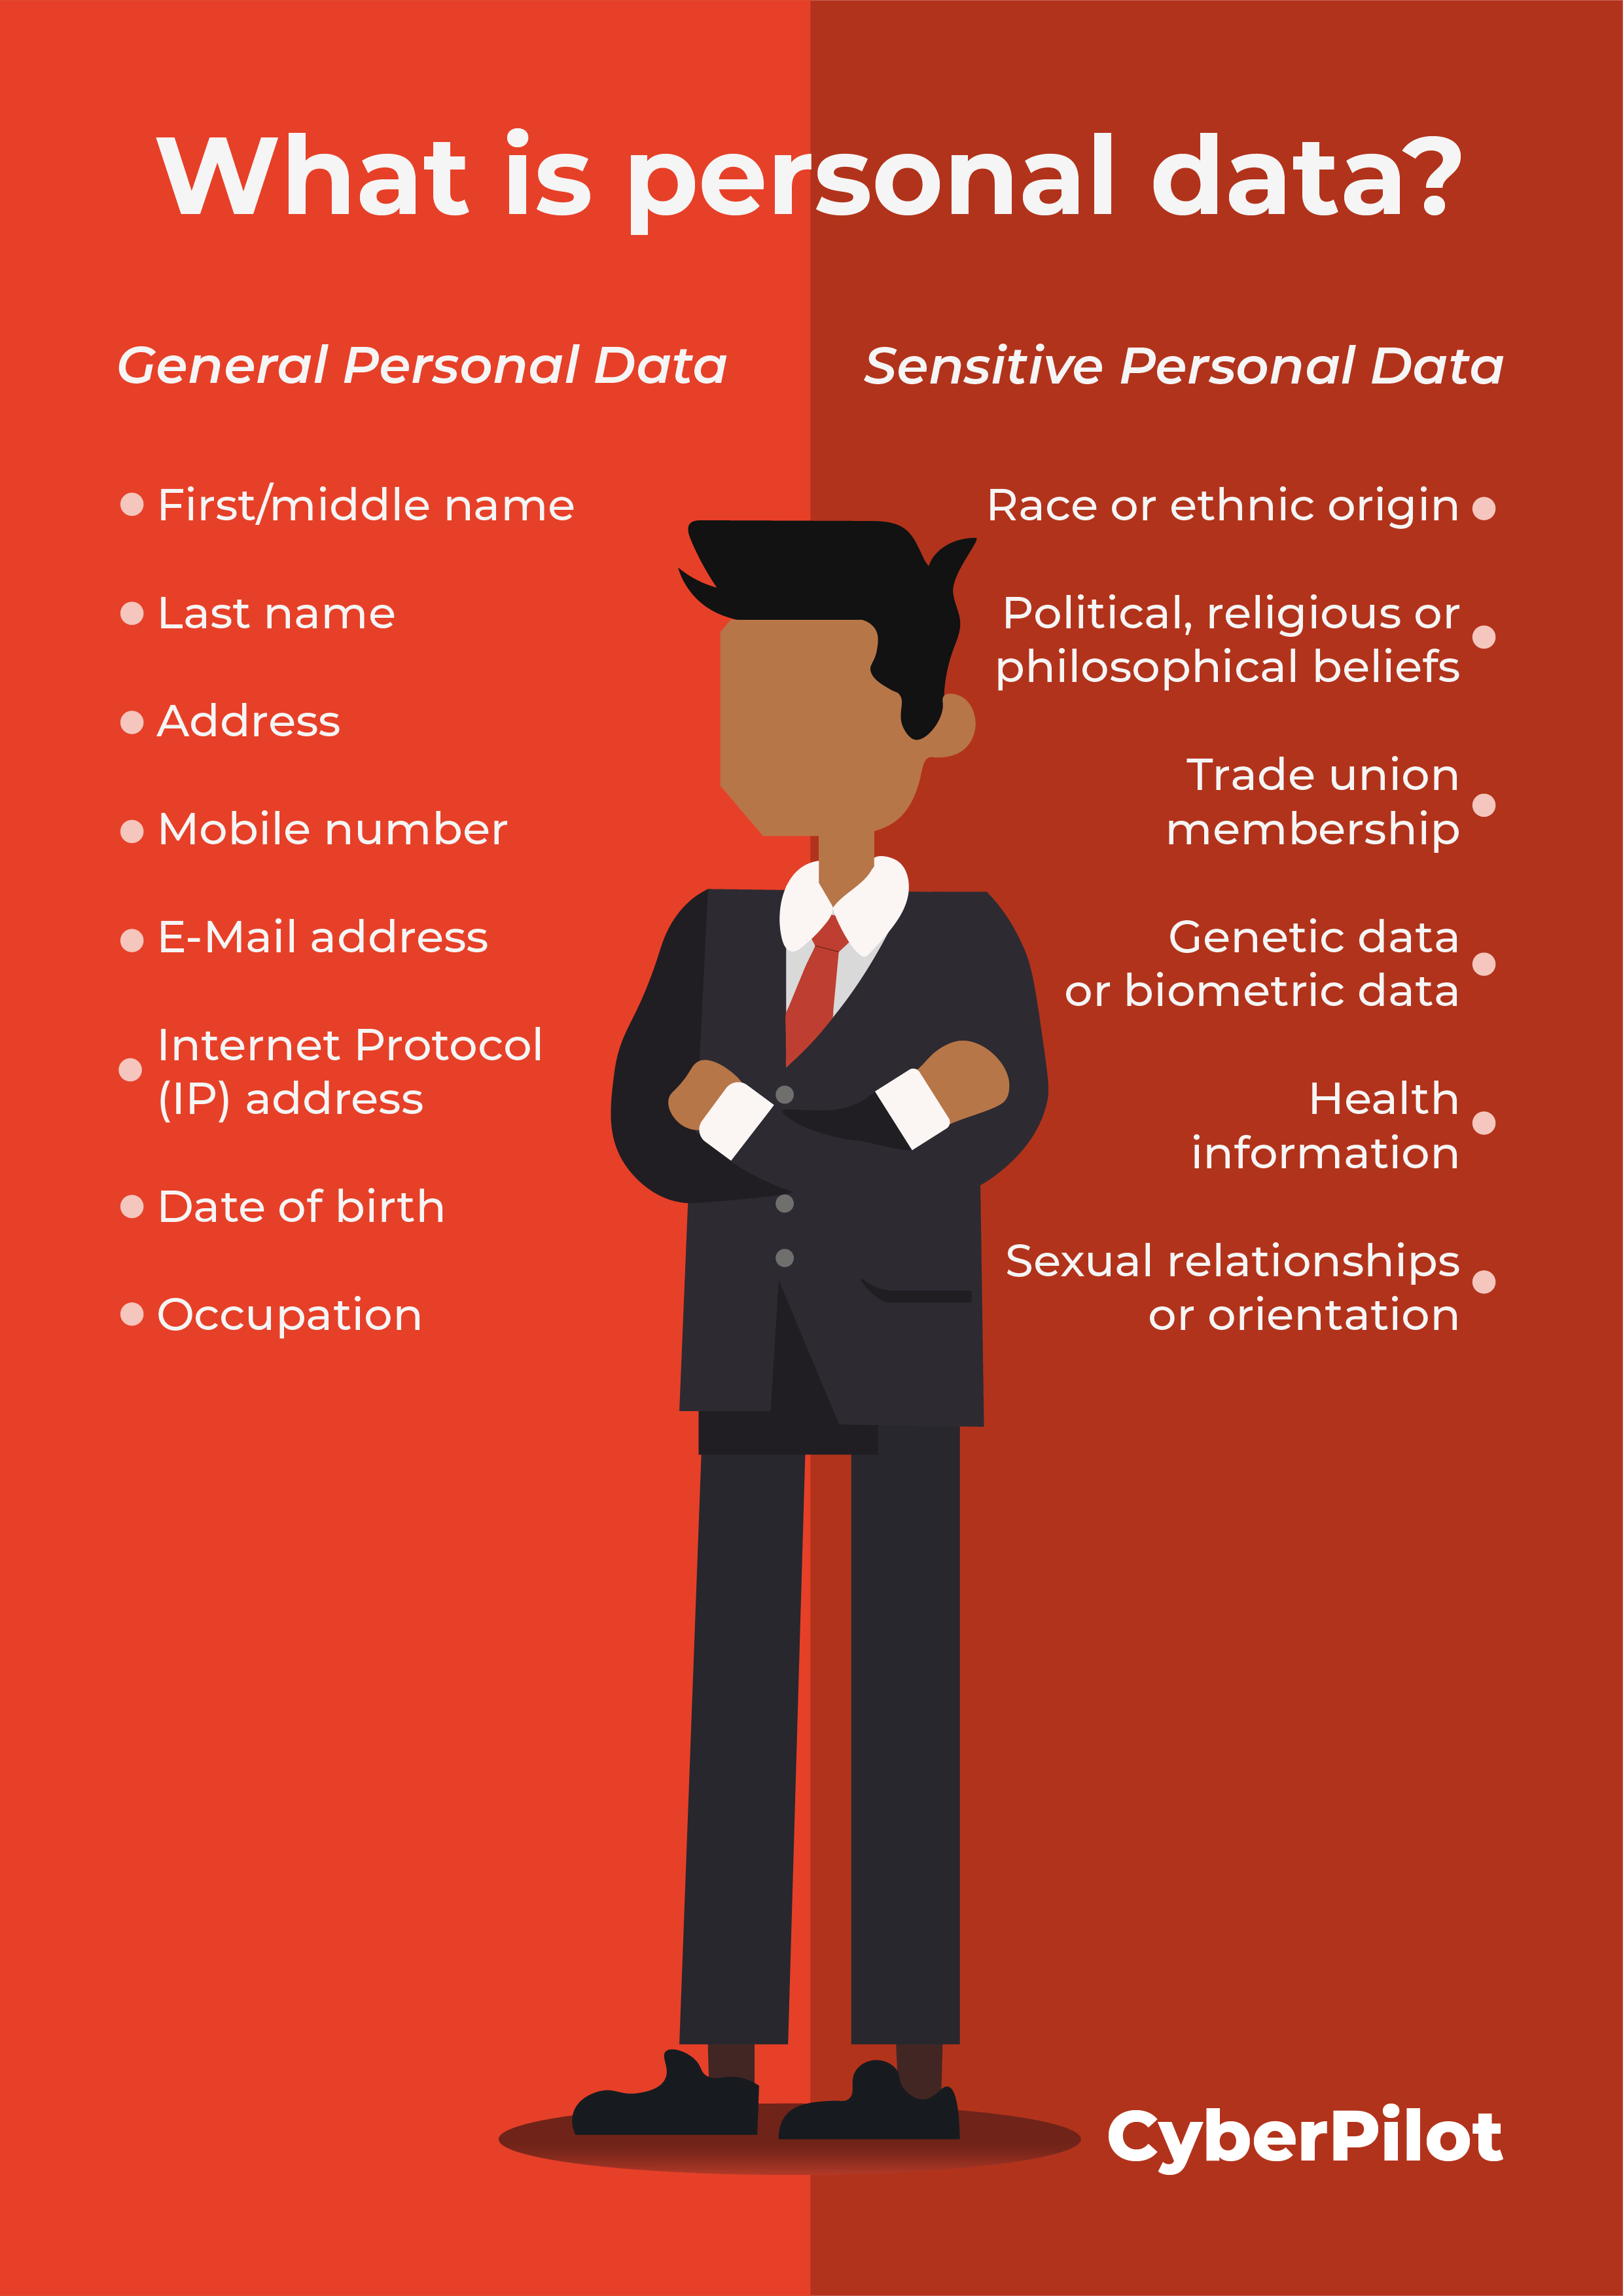 What is personal data?
General Personal Data
First/middle name
Last name
Address
Mobile number
E-Mail address
Internet Protocol
(IP) address
Date of birth
Occupation
Sensitive Personal Data
Race or ethnic origin
Political, religious or
philosophical beliefs
Trade union
membership
Genetic data
or biometric data
Health
information
Sexual relationships
or orientation
CyberPilot